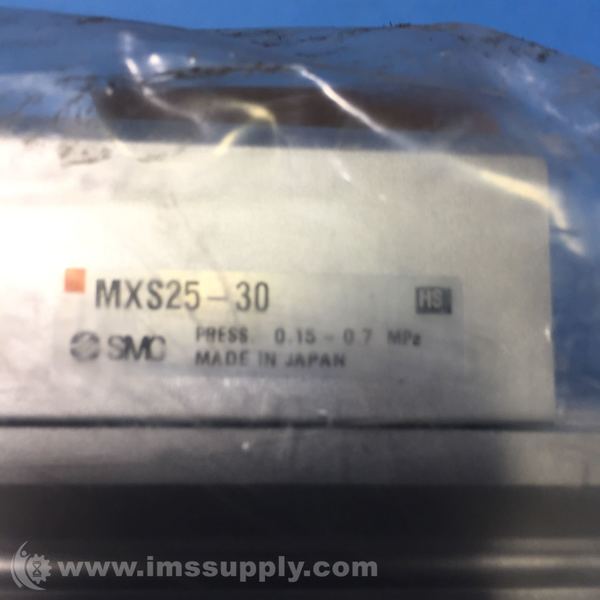 MXS25-30 HS
SMC PRESS. 0.15-0.7 MPa
MADE IN JAPAN
www.imssupply.com